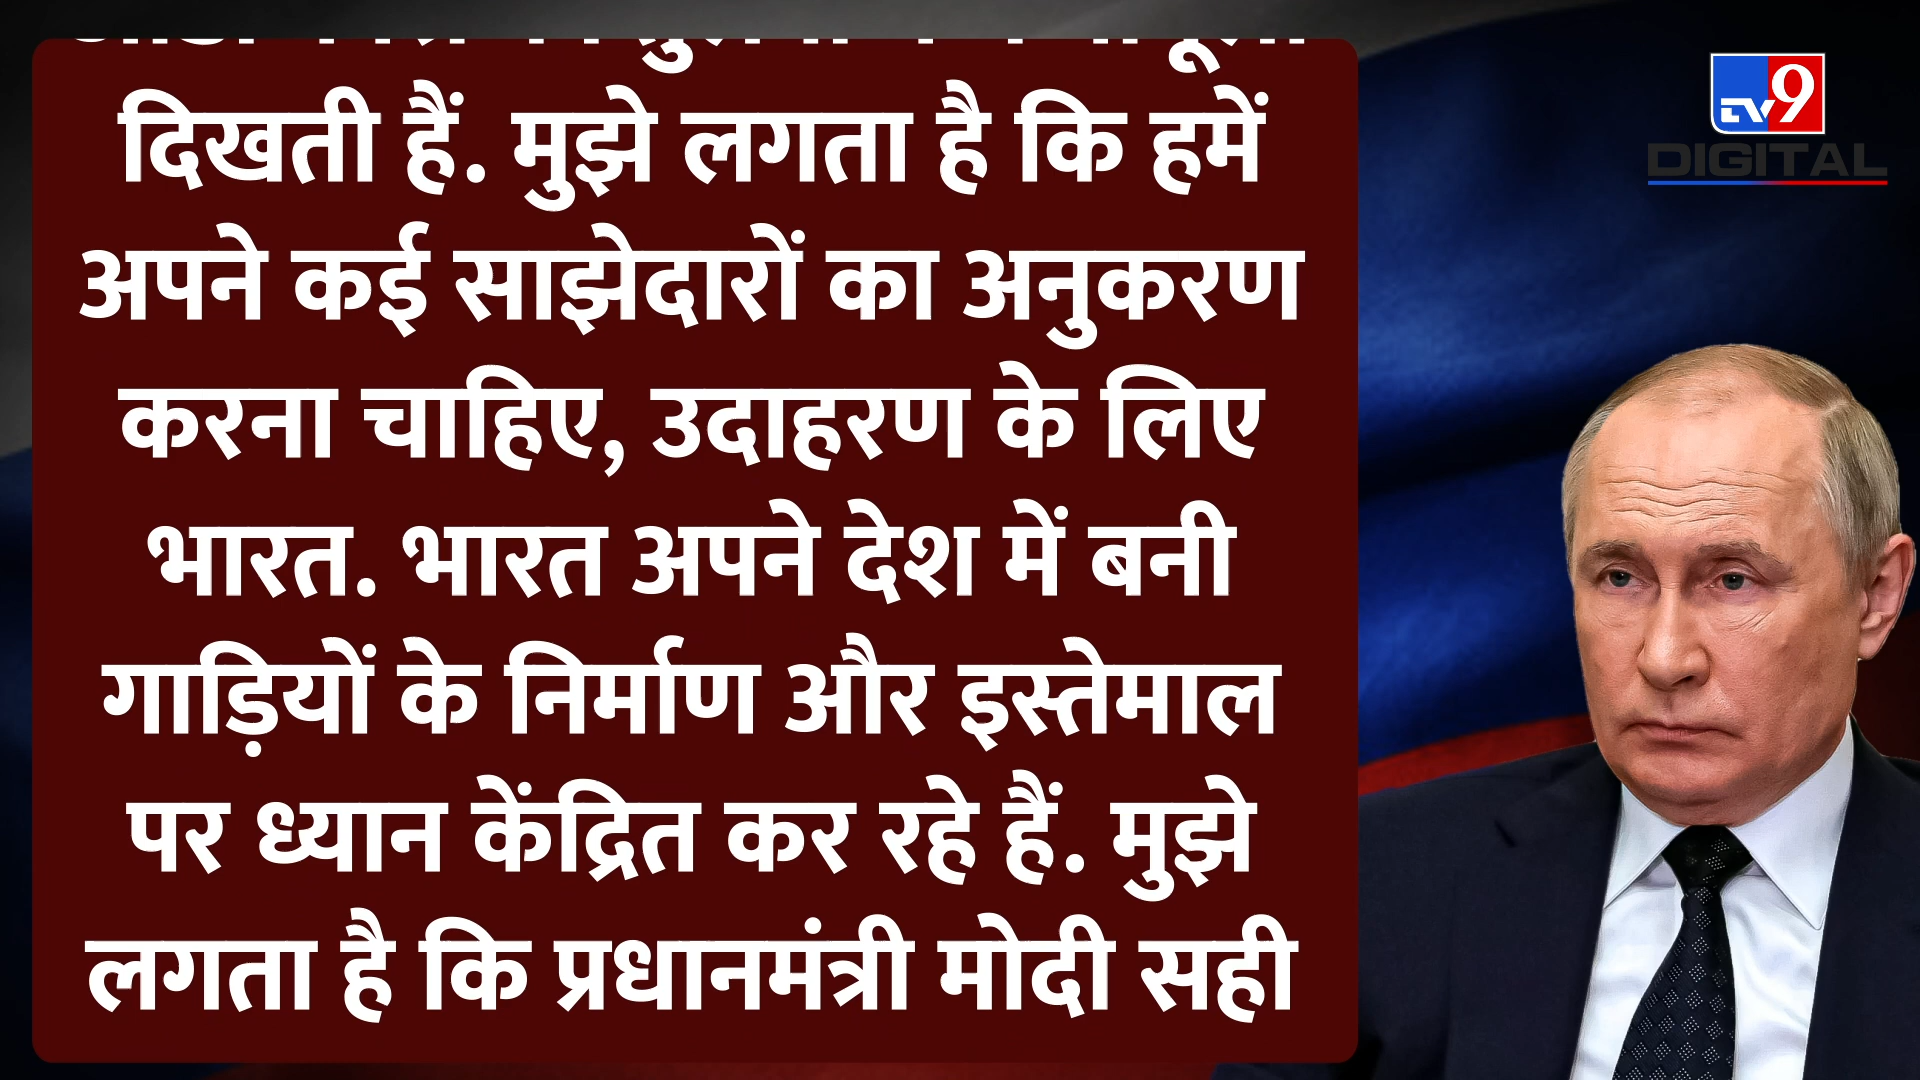 दिखती हैं. मुझे लगता है कि हमें
अपने कई साझेदारों का अनुकरण
करना चाहिए, उदाहरण के लिए
भारत. भारत अपने देश में बनी
गाड़ियों के निर्माण और इस्तेमाल
पर ध्यान केंद्रित कर रहे हैं. मुझे
लगता है कि प्रधानमंत्री मोदी सही
TV9
DIGITAL